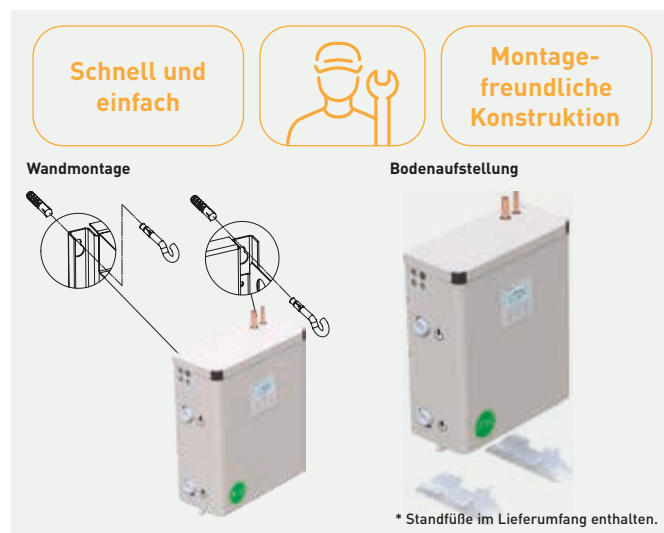 Schnell und
einfach
Montage-
freundliche
Konstruktion
Wandmontage
Bodenaufstellung
* Standfüße im Lieferumfang enthalten.